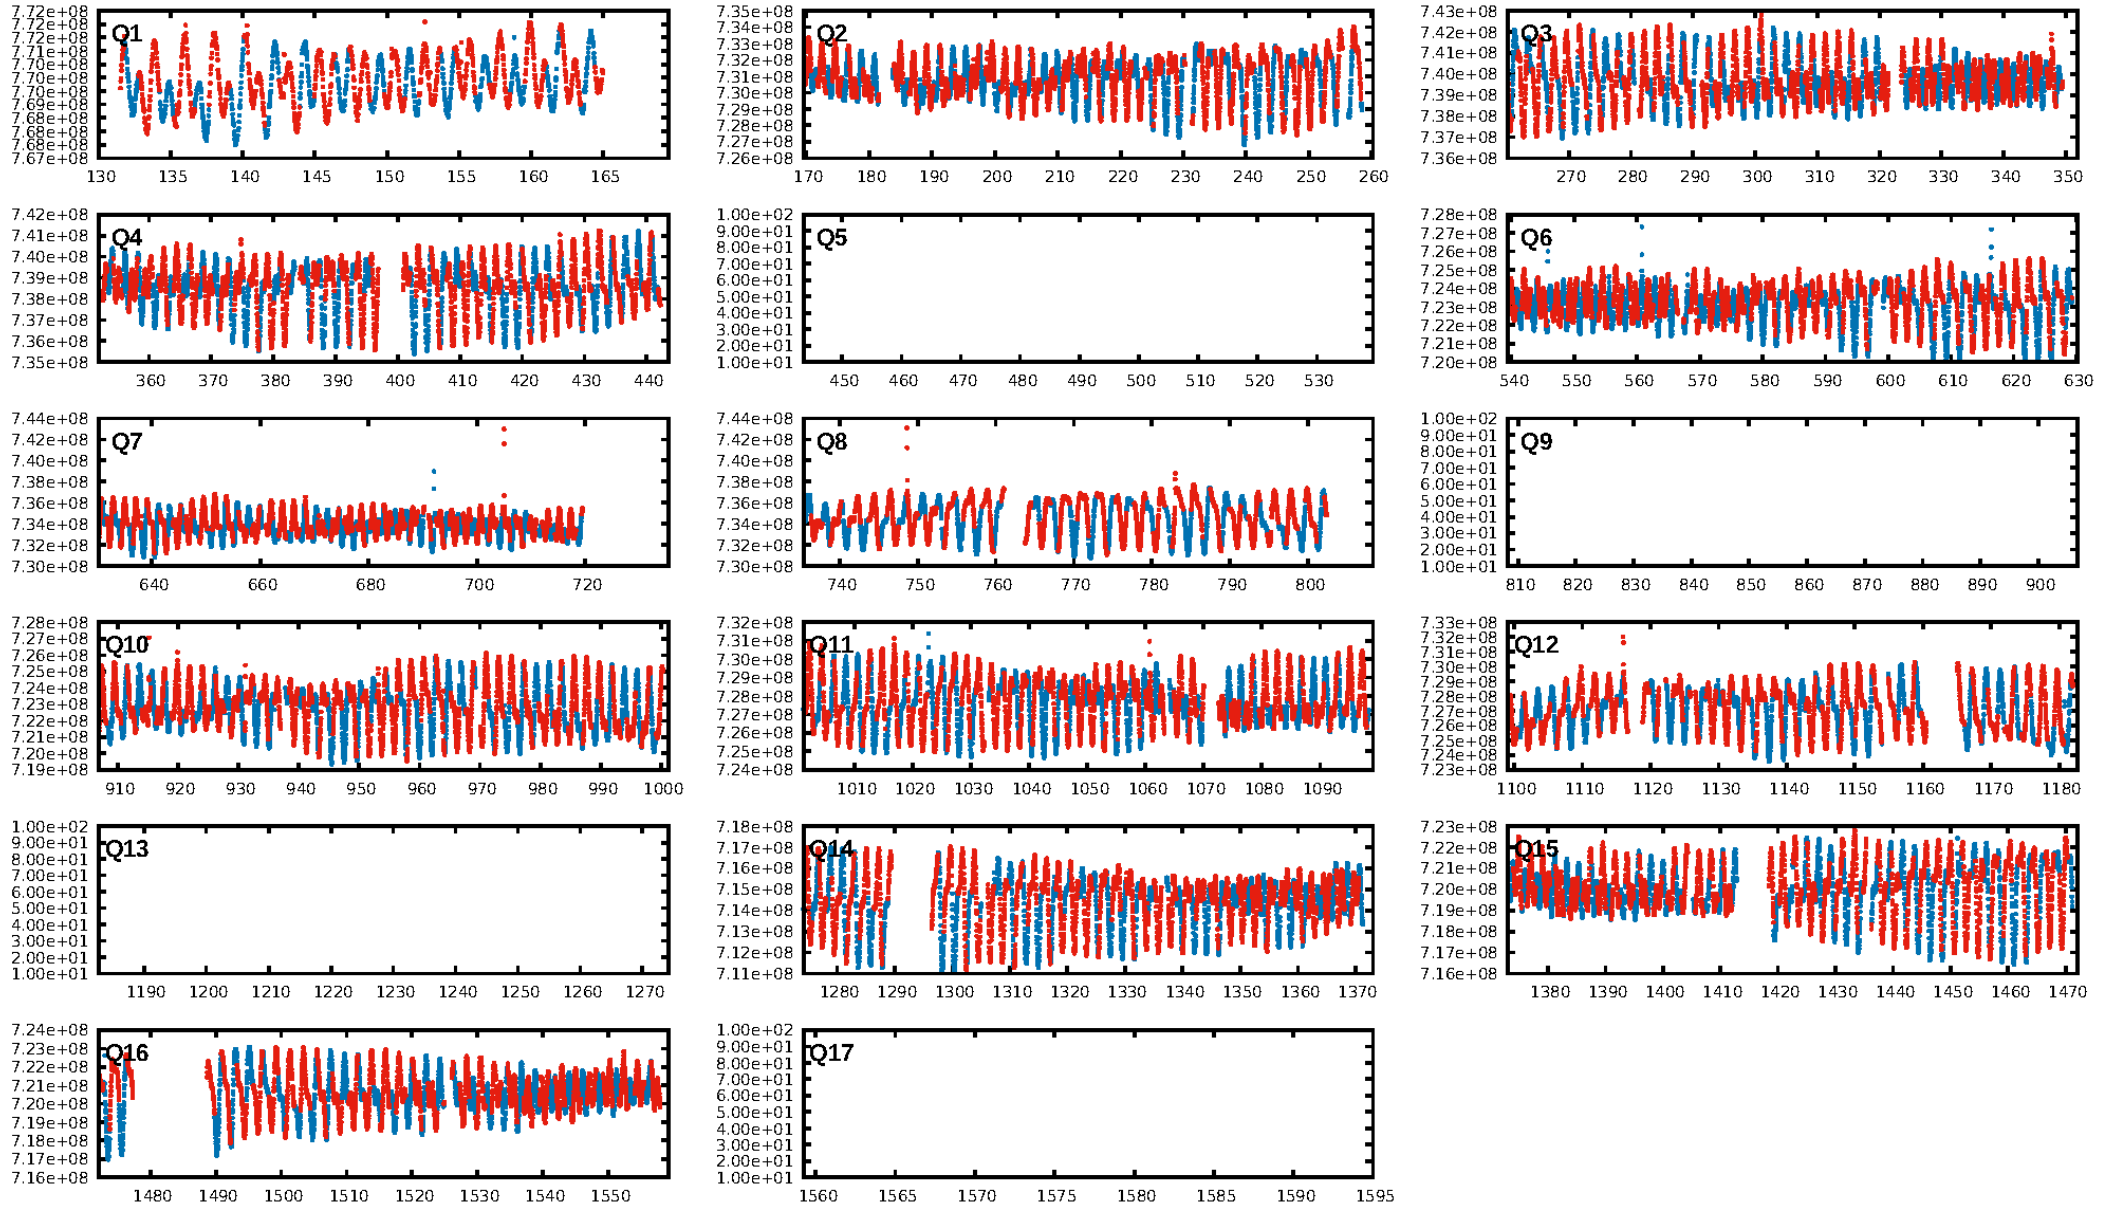 Q1
7.72e+08
7.72e+08
7.71e+08
7.71e+08
7.70e+08
7.70e+08
7.69e+08
7.69e+08
7.68e+08
7.68e+08
7.67e+08
130 135 140 145 150 155 160 165
Q2
7.35e+08
7.34e+08
7.33e+08
7.32e+08
7.31e+08
7.30e+08
7.29e+08
7.28e+08
7.27e+08
7.26e+08
170 180 190 200 210 220 230 240 250 260
Q3
7.43e+08
7.42e+08
7.41e+08
7.40e+08
7.39e+08
7.38e+08
7.37e+08
7.36e+08
270 280 290 300 310 320 330 340 350
Q4
7.42e+08
7.41e+08
7.40e+08
7.39e+08
7.38e+08
7.37e+08
7.36e+08
7.35e+08
360 370 380 390 400 410 420 430 440
Q5
1.00e+02
9.00e+01
8.00e+01
7.00e+01
6.00e+01
5.00e+01
4.00e+01
3.00e+01
2.00e+01
1.00e+01
450 460 470 480 490 500 510 520 530
Q6
7.28e+08
7.27e+08
7.26e+08
7.25e+08
7.24e+08
7.23e+08
7.22e+08
7.21e+08
7.20e+08
540 550 560 570 580 590 600 610 620 630
Q7
7.44e+08
7.42e+08
7.40e+08
7.38e+08
7.36e+08
7.34e+08
7.32e+08
7.30e+08
640 660 680 700 720
Q8
7.44e+08
7.42e+08
7.40e+08
7.38e+08
7.36e+08
7.34e+08
7.32e+08
7.30e+08
740 750 760 770 780 790 800
Q9
1.00e+02
9.00e+01
8.00e+01
7.00e+01
6.00e+01
5.00e+01
4.00e+01
3.00e+01
2.00e+01
1.00e+01
810 820 830 840 850 860 870 880 890 900
Q10
7.28e+08
7.27e+08
7.26e+08
7.25e+08
7.24e+08
7.23e+08
7.22e+08
7.21e+08
7.20e+08
7.19e+08
910 920 930 940 950 960 970 980 990 1000
Q11
7.32e+08
7.31e+08
7.30e+08
7.29e+08
7.28e+08
7.27e+08
7.26e+08
7.25e+08
7.24e+08
1010 1020 1030 1040 1050 1060 1070 1080 1090
Q12
7.33e+08
7.32e+08
7.31e+08
7.30e+08
7.29e+08
7.28e+08
7.27e+08
7.26e+08
7.25e+08
7.24e+08
7.23e+08
1100 1110 1120 1130 1140 1150 1160 1170 1180
Q13
1.00e+02
9.00e+01
8.00e+01
7.00e+01
6.00e+01
5.00e+01
4.00e+01
3.00e+01
2.00e+01
1.00e+01
1190 1200 1210 1220 1230 1240 1250 1260 1270
Q14
7.18e+08
7.17e+08
7.16e+08
7.15e+08
7.14e+08
7.13e+08
7.12e+08
7.11e+08
1280 1290 1300 1310 1320 1330 1340 1350 1360 1370
Q15
7.23e+08
7.22e+08
7.21e+08
7.20e+08
7.19e+08
7.18e+08
7.17e+08
7.16e+08
1380 1390 1400 1410 1420 1430 1440 1450 1460 1470
Q16
7.24e+08
7.23e+08
7.22e+08
7.21e+08
7.20e+08
7.19e+08
7.18e+08
7.17e+08
7.16e+08
1480 1490 1500 1510 1520 1530 1540 1550
Q17
1.00e+02
9.00e+01
8.00e+01
7.00e+01
6.00e+01
5.00e+01
4.00e+01
3.00e+01
2.00e+01
1.00e+01
1560 1565 1570 1575 1580 1585 1590 1595